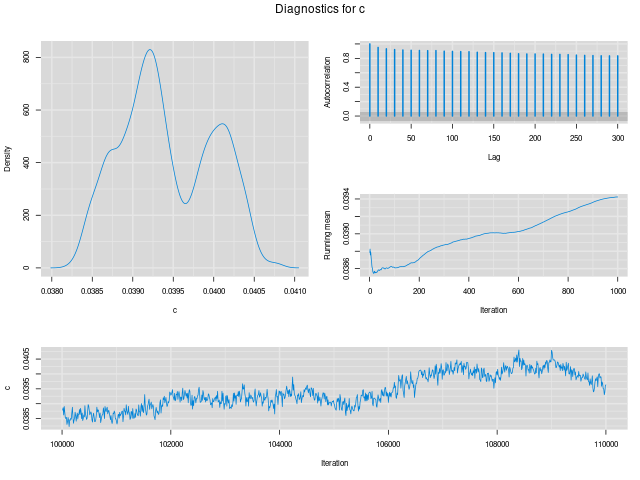 Diagnostics for c
Density
0 200 400 600 800
0.0380 0.0385 0.0390 0.0395 0.0400 0.0405 0.0410
c
Autocorrelation
0.0 0.4 0.8
0 50 100 150 200 250 300
Lag
Running mean
0.0386 0.0390 0.0394
0 200 400 600 800 1000
Iteration
c
0.0385 0.0395 0.0405
100000 102000 104000 106000 108000 110000
Iteration